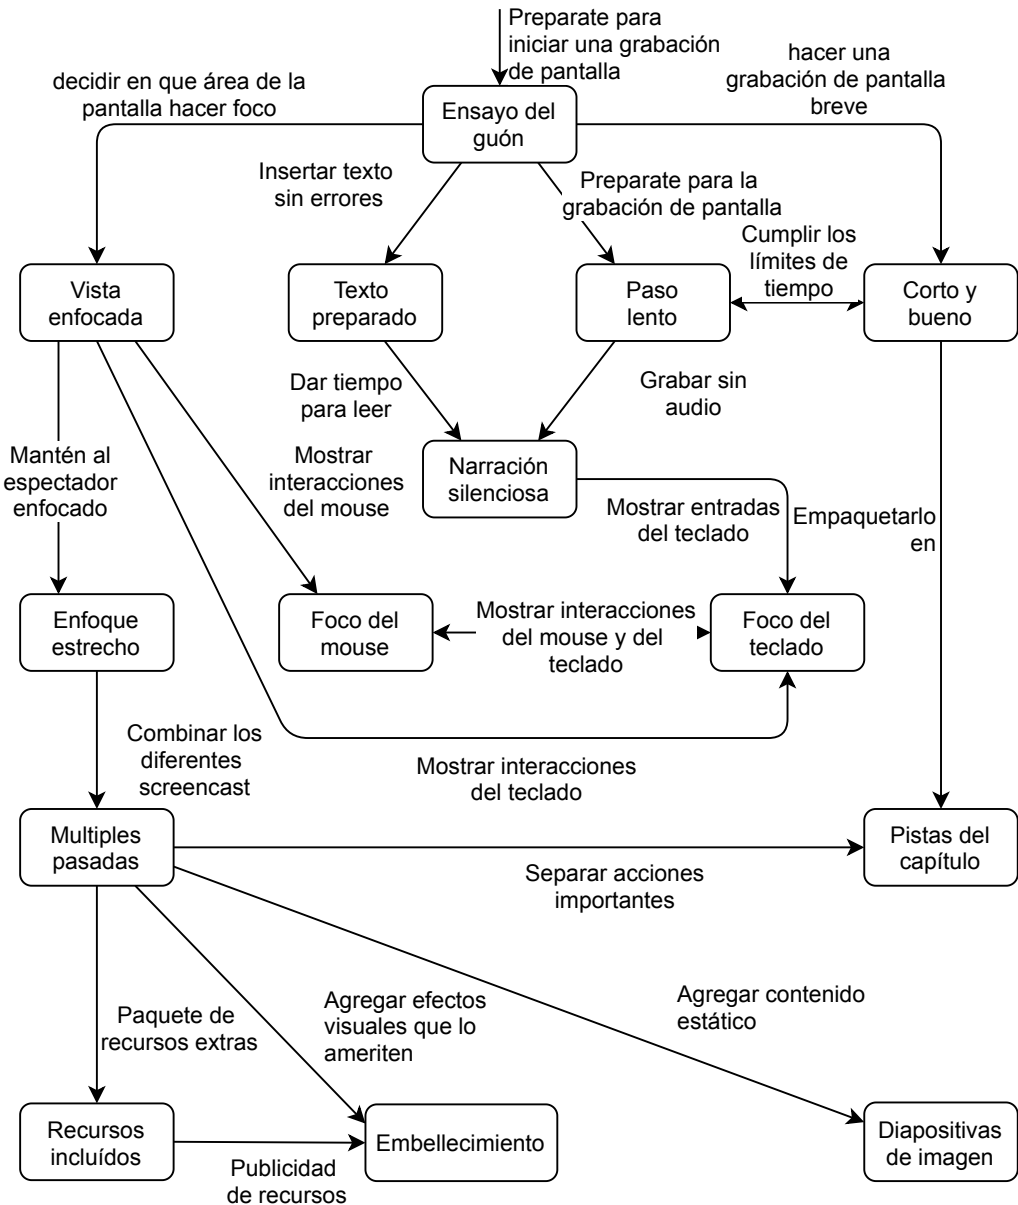 Preparate para
iniciar una grabación
de pantalla
hacer una
grabación de pantalla
breve
decidir en que área de la
pantalla hacer foco
Ensayo del
guón
Insertar texto
sin errores
Preparate para la
grabación de pantalla
Cumplir los
límites de
tiempo
Vista
enfocada
Texto
preparado
Paso
lento
Corto y
bueno
Dar tiempo
para leer
Grabar sin
audio
Mantén al
espectador
enfocado
Mostrar
interacciones
del mouse
Narración
silenciosa
Mostrar entradas
del teclado
Empaquetarlo
en
Enfoque
estrecho
Foco del
mouse
Mostrar interacciones
del mouse y del
teclado
Foco del
teclado
Combinar los
diferentes
screencast
Mostrar interacciones
del teclado
Multiples
pasadas
Separar acciones
importantes
Pistas del
capítulo
Paquete de
recursos extras
Agregar efectos
visuales que lo
ameriten
Agregar contenido
estático
Recursos
incluídos
Publicidad
de recursos
Embellecimiento
Diapositivas
de imagen